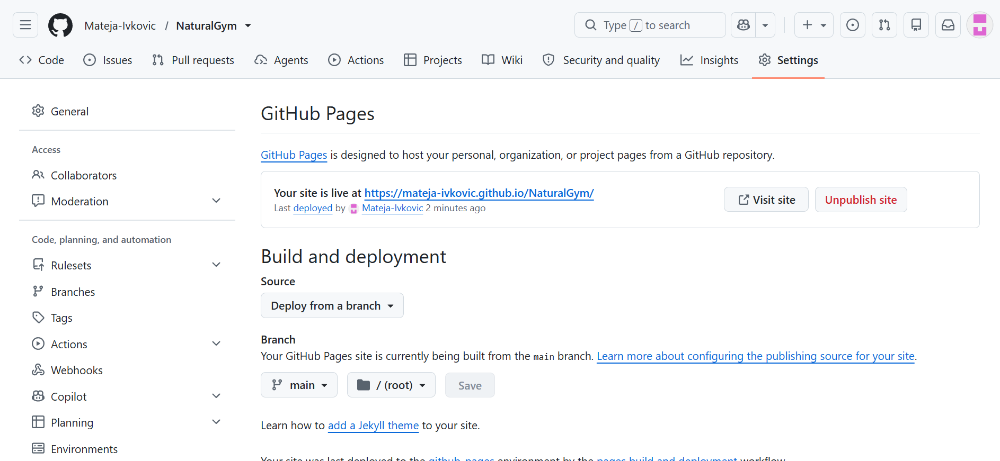 Mateja-Ivkovic / NaturalGym
Type / to search
Code
Issues
Pull requests
Agents
Actions
Projects
Wiki
Security and quality
Insights
Settings
General
Access
Collaborators
Moderation
Code, planning, and automation
Rulesets
Branches
Tags
Actions
Webhooks
Copilot
Planning
Environments
GitHub Pages
GitHub Pages is designed to host your personal, organization, or project pages from a GitHub repository.
Your site is live at https://mateja-ivkovic.github.io/NaturalGym/
Last deployed by Mateja-Ivkovic 2 minutes ago
Visit site
Unpublish site
Build and deployment
Source
Deploy from a branch
Branch
Your GitHub Pages site is currently being built from the main branch. Learn more about configuring the publishing source for your site.
main
/ (root)
Save
Learn how to add a Jekyll theme to your site.
Your site was last deployed to the github-pages environment by the pages build and deployment workflow.